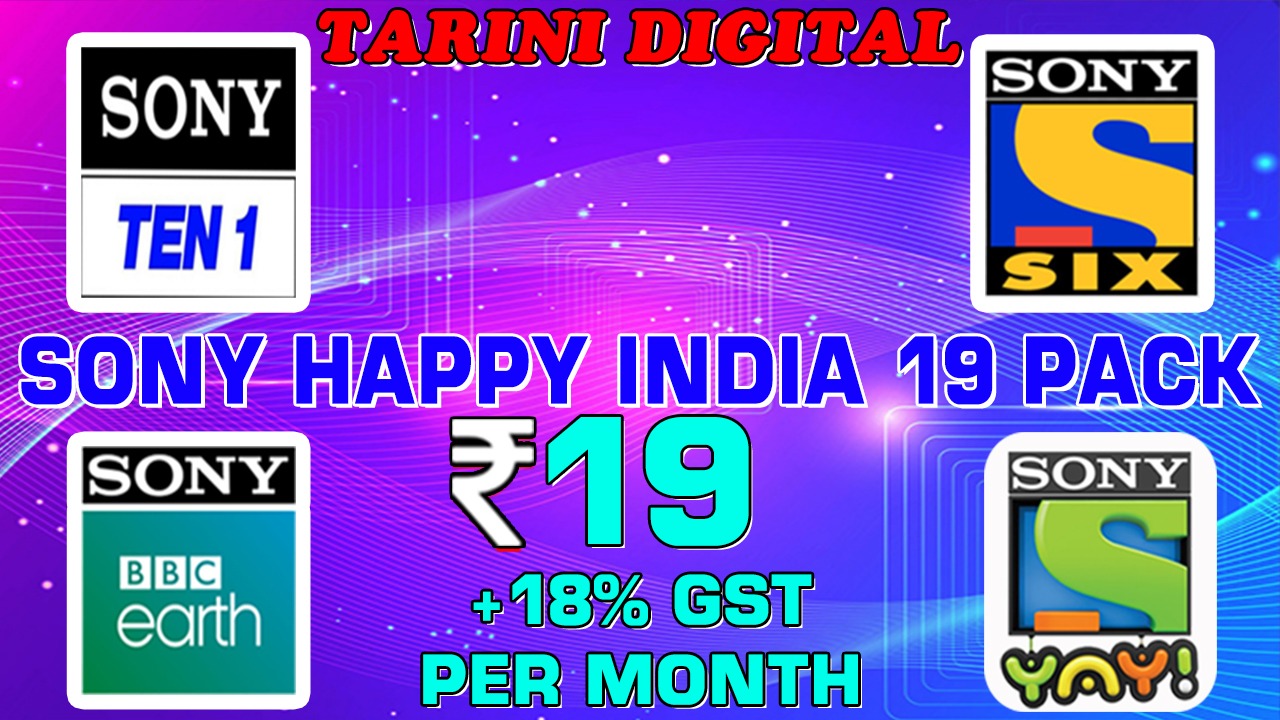 TARINI DIGITAL
SONY
TEN 1
SONY
SIX
SONY HAPPY INDIA 19 PACK
₹19
+18% GST
PER MONTH
SONY
BBC
earth
SONY
YAY!